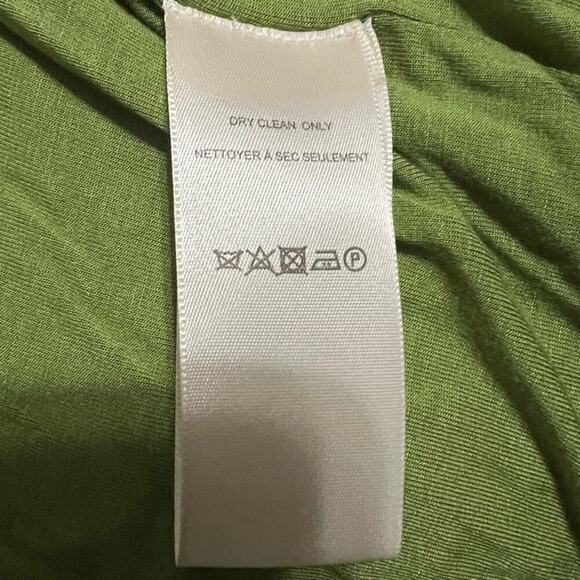 DRY CLEAN ONLY
NETTOYER À SEC SEULEMENT
P